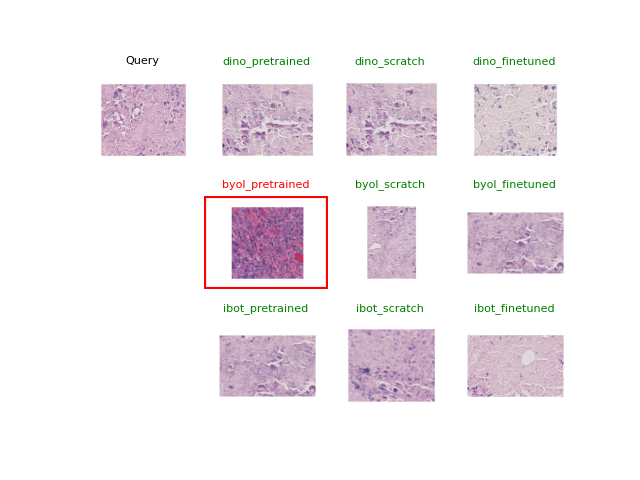 Query
dino_pretrained
dino_scratch
dino_finetuned
byol_pretrained
byol_scratch
byol_finetuned
ibot_pretrained
ibot_scratch
ibot_finetuned